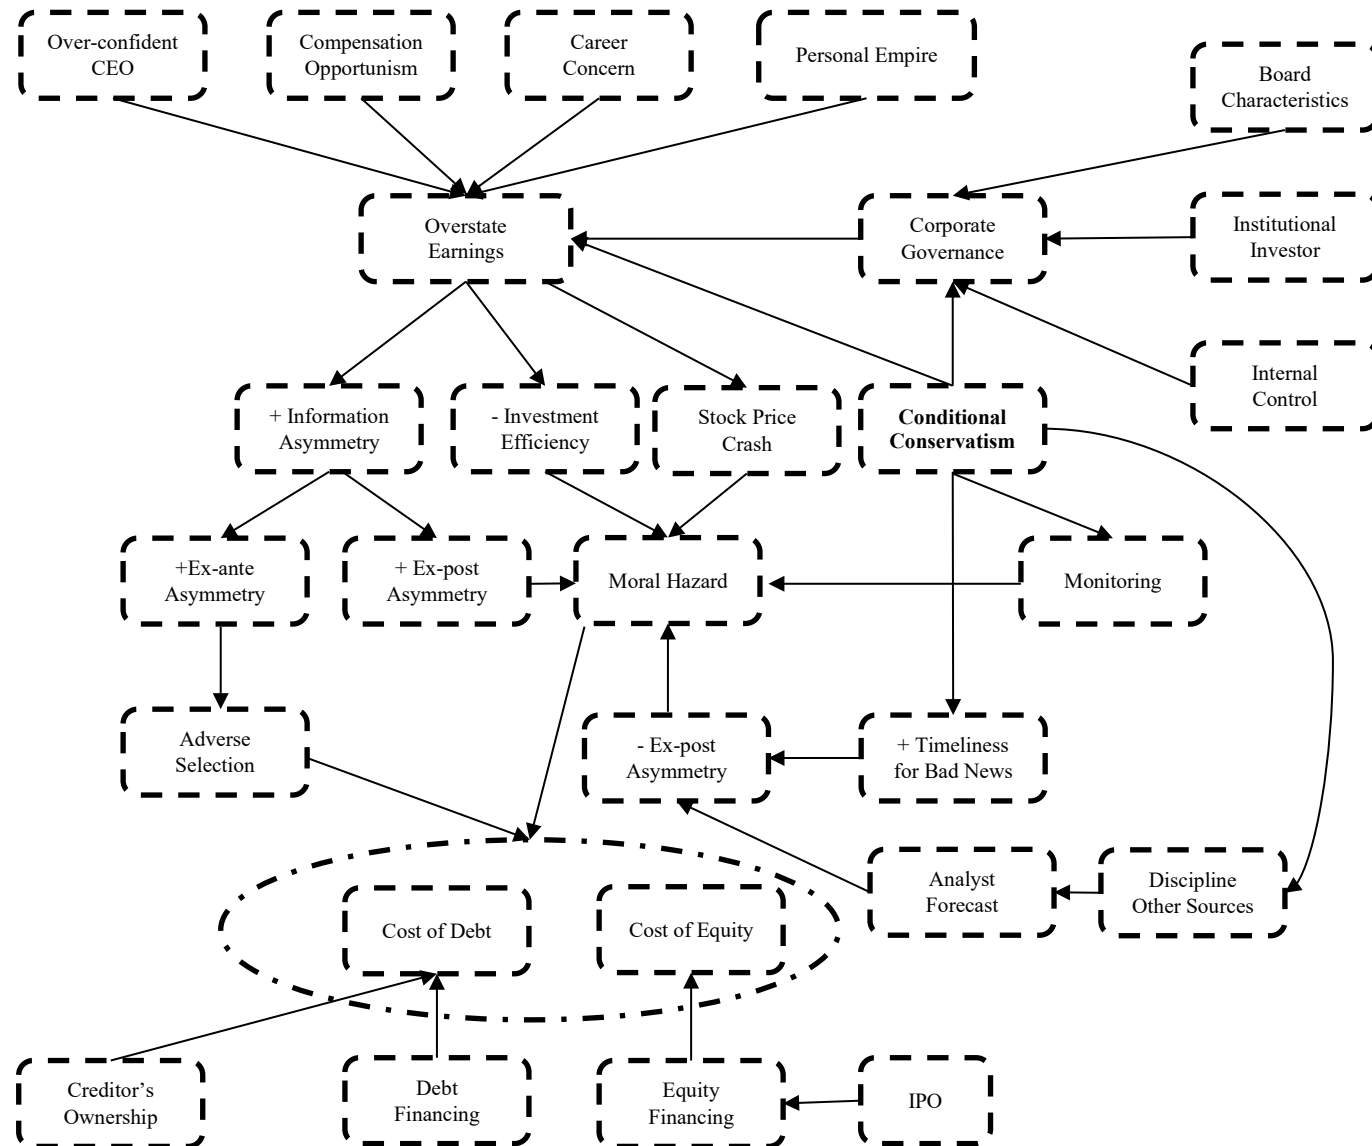 Over-confident
CEO
Compensation
Opportunism
Career
Concern
Personal Empire
Board
Characteristics
Overstate
Earnings
Corporate
Governance
Institutional
Investor
+ Information
Asymmetry
- Investment
Efficiency
Stock Price
Crash
Conditional
Conservatism
Internal
Control
+Ex-ante
Asymmetry
+ Ex-post
Asymmetry
Moral Hazard
Monitoring
Adverse
Selection
- Ex-post
Asymmetry
+ Timeliness
for Bad News
Analyst
Forecast
Discipline
Other Sources
Cost of Debt
Cost of Equity
Creditor’s
Ownership
Debt
Financing
Equity
Financing
IPO